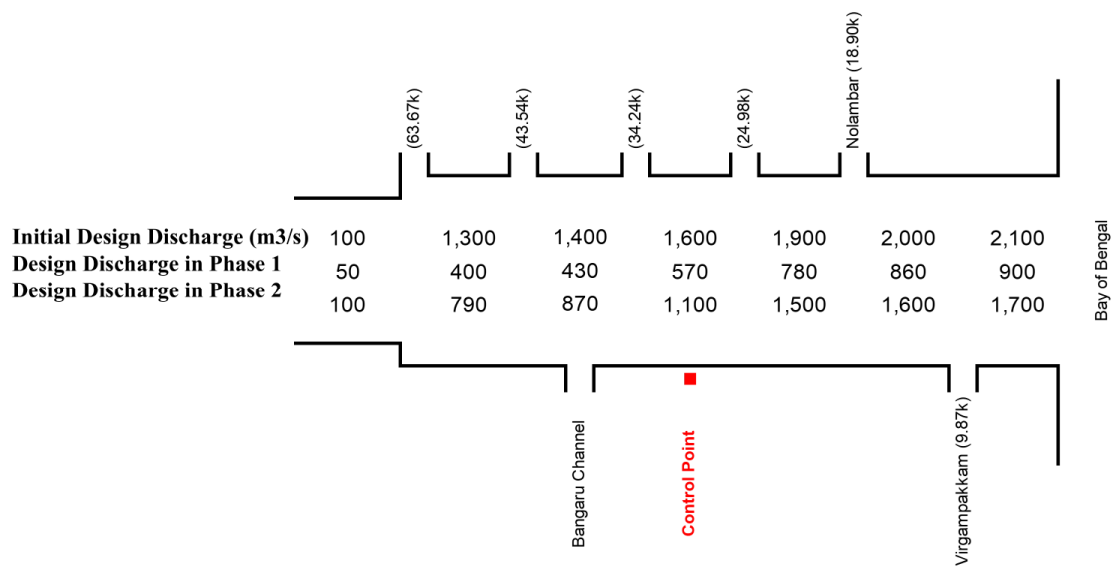 (63.67k)
(43.54k)
(34.24k)
(24.98k)
Nolambar (18.90k)
Initial Design Discharge (m3/s) 100 1,300 1,400 1,600 1,900 2,000 2,100
Design Discharge in Phase 1 50 400 430 570 780 860 900
Design Discharge in Phase 2 100 790 870 1,100 1,500 1,600 1,700
Bay of Bengal
Bangaru Channel
Control Point
Virgampakkam (9.87k)